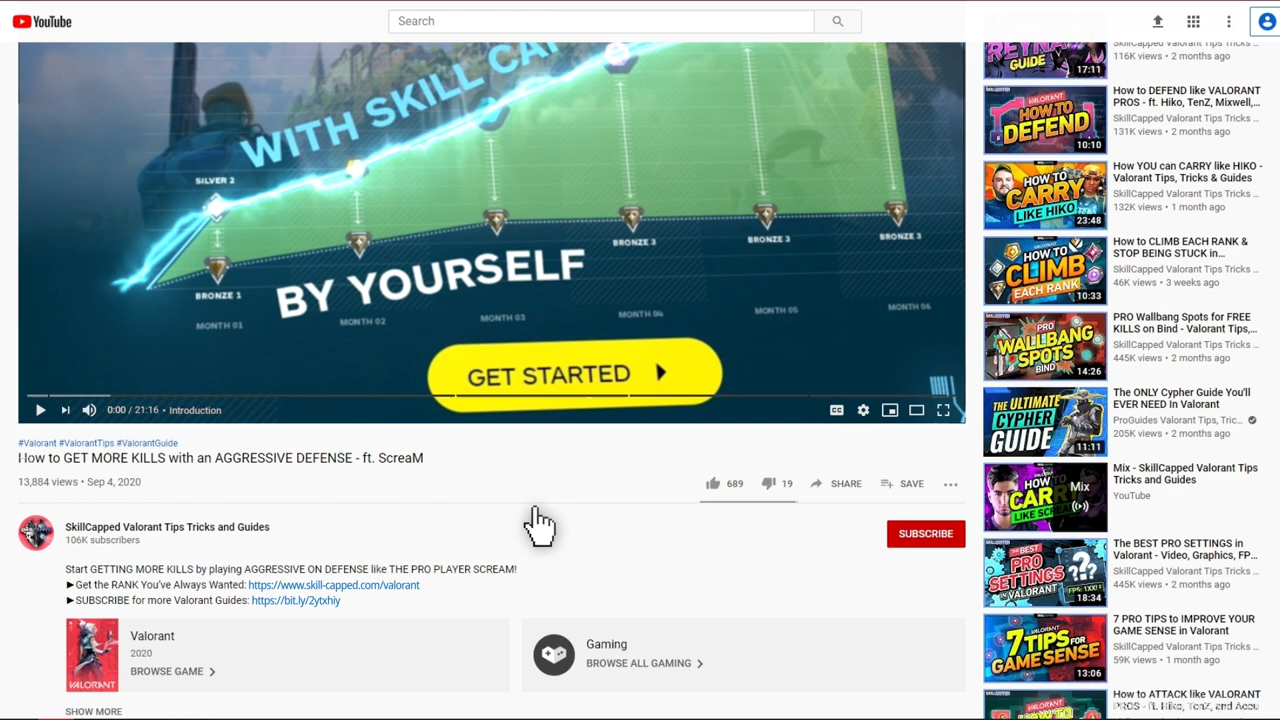 YouTube
Search
WITH SKILL
SILVER 2
BRONZE 1
BRONZE 3
BRONZE 3
BRONZE 3
BY YOURSELF
MONTH 01
MONTH 02
MONTH 03
MONTH 04
MONTH 05
MONTH 06
GET STARTED
0:00 / 21:16 • Introduction
#Valorant #ValorantTips #ValorantGuide
How to GET MORE KILLS with an AGGRESSIVE DEFENSE - ft. ScreaM
13,884 views • Sep 4, 2020
689
19
SHARE
SAVE
SkillCapped Valorant Tips Tricks and Guides
106K subscribers
SUBSCRIBE
Start GETTING MORE KILLS by playing AGGRESSIVE ON DEFENSE like THE PRO PLAYER SCREAM!
►Get the RANK You've Always Wanted: https://www.skill-capped.com/valorant
►SUBSCRIBE for more Valorant Guides: https://bit.ly/2ytxhiy
VALORANT
Valorant
2020
BROWSE GAME
Gaming
BROWSE ALL GAMING
SHOW MORE
REYNA
GUIDE
17:11
SkillCapped Valorant Tips Tricks ...
116K views • 2 months ago
VALORANT
HOW TO
DEFEND
10:10
How to DEFEND like VALORANT
PROS - ft. Hiko, TenZ, Mixwell,...
SkillCapped Valorant Tips Tricks ...
131K views • 2 months ago
HOW TO
CARRY
LIKE HIKO
23:48
How YOU can CARRY like HIKO -
Valorant Tips, Tricks & Guides
SkillCapped Valorant Tips Tricks ...
132K views • 1 month ago
HOW TO
CLIMB
EACH RANK
10:33
How to CLIMB EACH RANK &
STOP BEING STUCK in...
SkillCapped Valorant Tips Tricks ...
46K views • 3 weeks ago
PRO
WALLBANG
SPOTS
BIND
14:26
PRO Wallbang Spots for FREE
KILLS on Bind - Valorant Tips,...
SkillCapped Valorant Tips Tricks ...
445K views • 2 months ago
THE ULTIMATE
CYPHER
GUIDE
11:11
The ONLY Cypher Guide You'll
EVER NEED In Valorant
ProGuides Valorant Tips, Tric...
205K views • 2 months ago
HOW TO
CARRY
LIKE SCREAM
Mix
Mix - SkillCapped Valorant Tips
Tricks and Guides
YouTube
THE BEST
PRO
SETTINGS
IN VALORANT
???
18:34
The BEST PRO SETTINGS in
Valorant - Video, Graphics, FP...
SkillCapped Valorant Tips Tricks ...
445K views • 2 months ago
7 TIPS
FOR
GAME SENSE
13:06
7 PRO TIPS to IMPROVE YOUR
GAME SENSE in Valorant
SkillCapped Valorant Tips Tricks ...
59K views • 1 month ago
How to ATTACK like VALORANT
PROS - ft. Hiko, TenZ, and Aceu